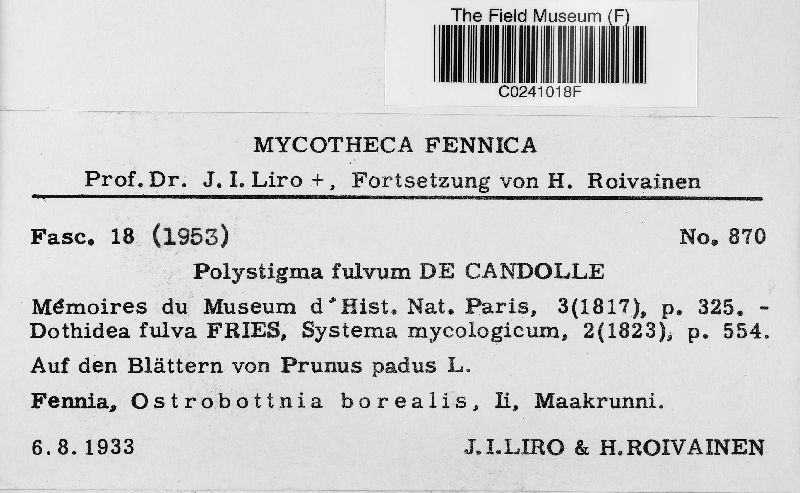 The Field Museum (F)
C0241018F
MYCOTHECA FENNICA
Prof. Dr. J. I. Liro +, Fortsetzung von H. Roivainen
Fasc. 18 (1953) No. 870
Polystigma fulvum DE CANDOLLE
Mémoires du Museum d'Hist. Nat. Paris, 3(1817), p. 325. -
Dothidea fulva FRIES, Systema mycologicum, 2(1823), p. 554.
Auf den Blättern von Prunus padus L.
Fennia, Ostrobottnia borealis, Ii, Maakrunni.
6. 8. 1933 J. I. LIRO & H. ROIVAINEN